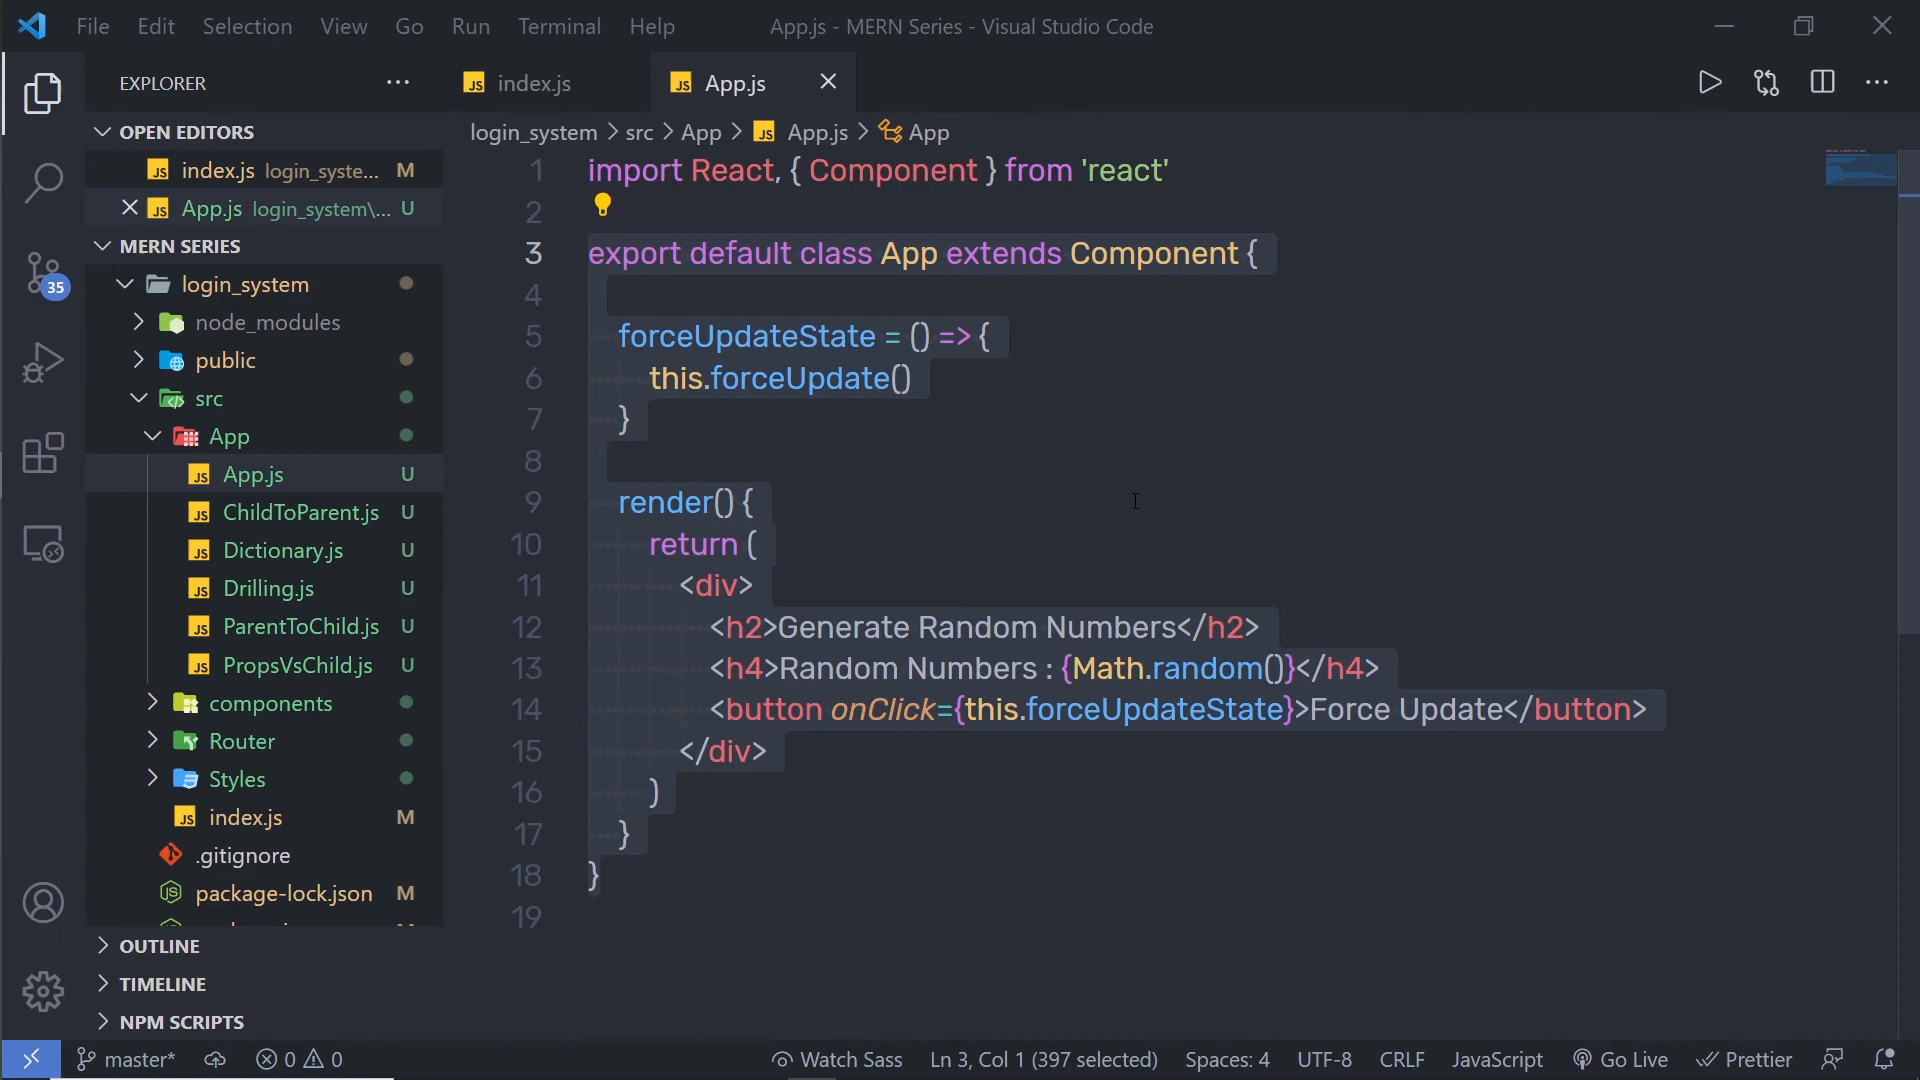 File Edit Selection View Go Run Terminal Help App.js - MERN Series - Visual Studio Code
EXPLORER
index.js
App.js
OPEN EDITORS
index.js login_syste... M
App.js login_system\... U
MERN SERIES
login_system
node_modules
public
src
App
App.js U
ChildToParent.js U
Dictionary.js U
Drilling.js U
ParentToChild.js U
PropsVsChild.js U
components
Router
Styles
index.js M
.gitignore
package-lock.json M
OUTLINE
TIMELINE
NPM SCRIPTS
35
login_system > src > App > JS App.js > App
1 import React, { Component } from 'react'
2
3 export default class App extends Component {
4
5 forceUpdateState = () => {
6 this.forceUpdate()
7 }
8
9 render() {
10 return (
11 <div>
12 <h2>Generate Random Numbers</h2>
13 <h4>Random Numbers : {Math.random()}</h4>
14 <button onClick={this.forceUpdateState}>Force Update</button>
15 </div>
16 )
17 }
18 }
19
master* 0 0 Watch Sass Ln 3, Col 1 (397 selected) Spaces: 4 UTF-8 CRLF JavaScript Go Live Prettier